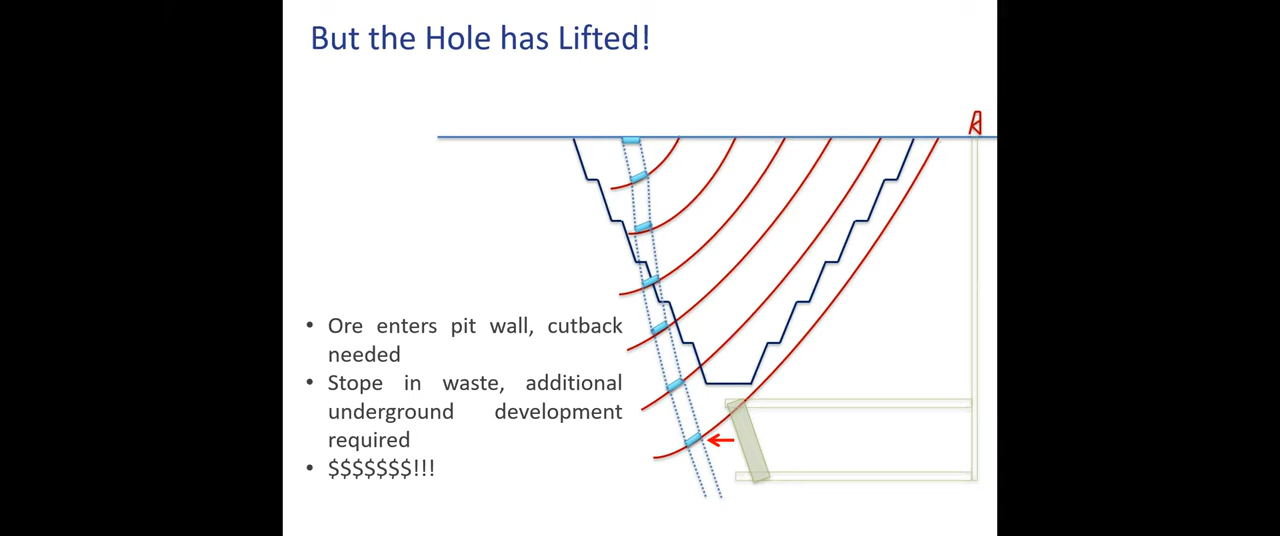 But the Hole has Lifted!
• Ore enters pit wall, cutback
needed
• Stope in waste, additional
underground development
required
• $$$$$$$!!!